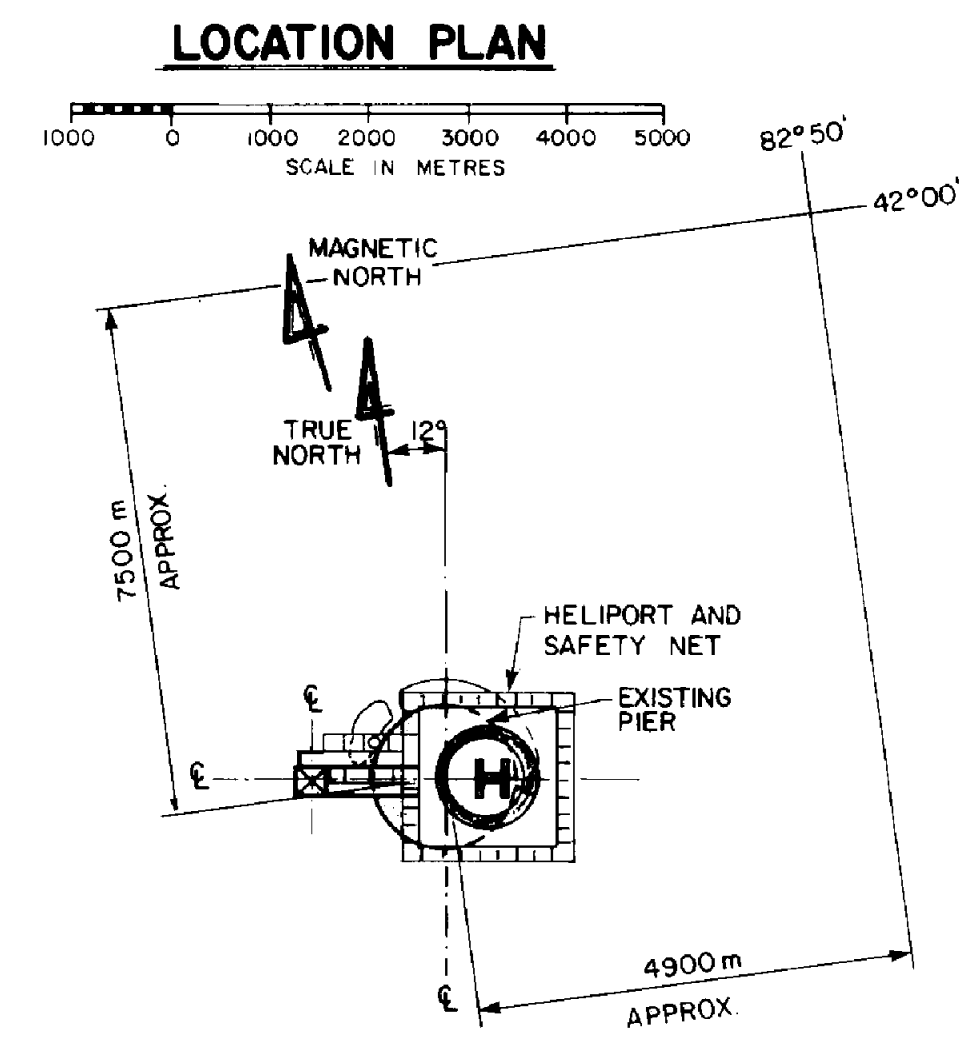 LOCATION PLAN
1000 0 1000 2000 3000 4000 5000
SCALE IN METRES
82°50'
42°00'
MAGNETIC
NORTH
TRUE
NORTH
12°
7500 m
APPROX.
HELIPORT AND
SAFETY NET
EXISTING
PIER
℄
℄
H
4900 m
APPROX.
℄